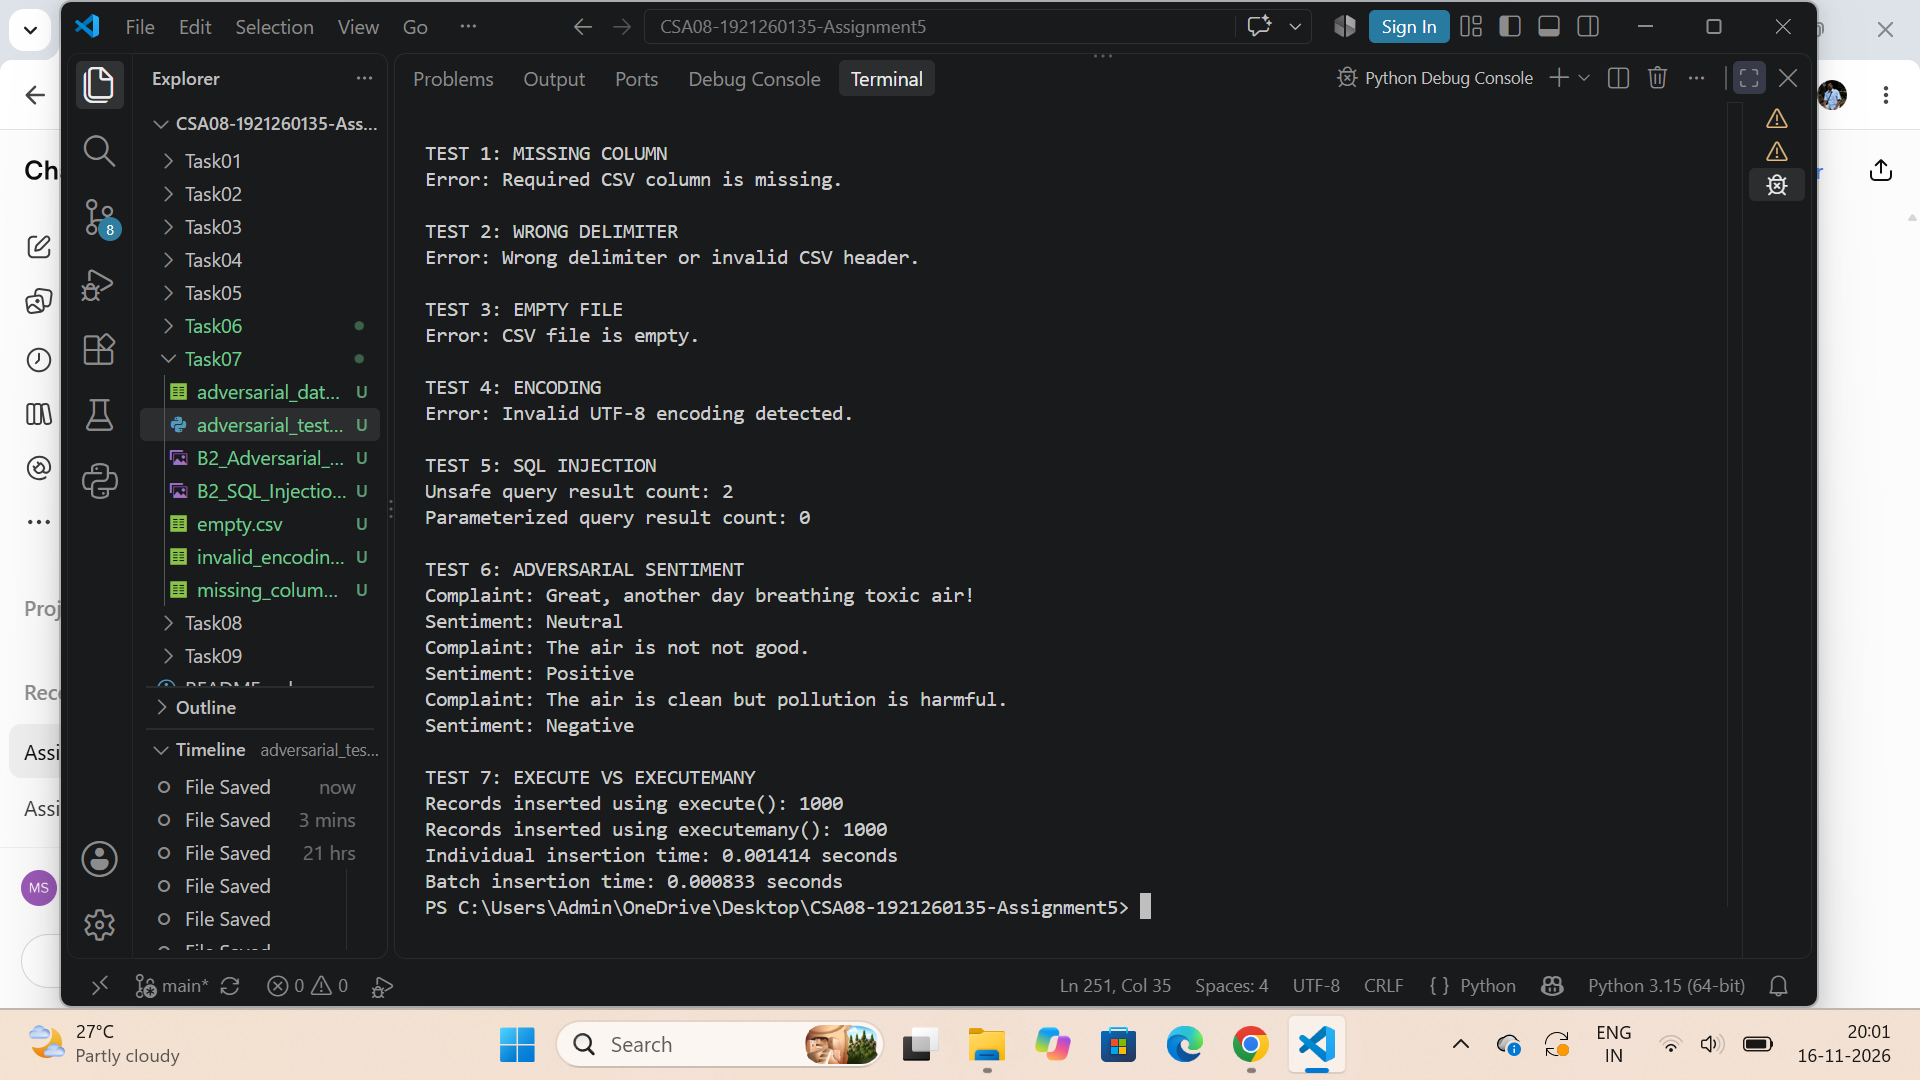 File Edit Selection View Go ···
CSA08-1921260135-Assignment5
Sign In
Explorer
Problems Output Ports Debug Console Terminal
Python Debug Console
CSA08-1921260135-Ass...
Task01
Task02
Task03
Task04
Task05
Task06
Task07
adversarial_dat... U
adversarial_test... U
B2_Adversarial_... U
B2_SQL_Injectio... U
empty.csv U
invalid_encodin... U
missing_colum... U
Task08
Task09
Outline
Timeline adversarial_tes...
File Saved now
File Saved 3 mins
File Saved 21 hrs
File Saved
File Saved
File Saved
8
TEST 1: MISSING COLUMN
Error: Required CSV column is missing.
TEST 2: WRONG DELIMITER
Error: Wrong delimiter or invalid CSV header.
TEST 3: EMPTY FILE
Error: CSV file is empty.
TEST 4: ENCODING
Error: Invalid UTF-8 encoding detected.
TEST 5: SQL INJECTION
Unsafe query result count: 2
Parameterized query result count: 0
TEST 6: ADVERSARIAL SENTIMENT
Complaint: Great, another day breathing toxic air!
Sentiment: Neutral
Complaint: The air is not not good.
Sentiment: Positive
Complaint: The air is clean but pollution is harmful.
Sentiment: Negative
TEST 7: EXECUTE VS EXECUTEMANY
Records inserted using execute(): 1000
Records inserted using executemany(): 1000
Individual insertion time: 0.001414 seconds
Batch insertion time: 0.000833 seconds
PS C:\Users\Admin\OneDrive\Desktop\CSA08-1921260135-Assignment5>
main* 0 0
Ln 251, Col 35 Spaces: 4 UTF-8 CRLF { } Python Python 3.15 (64-bit)
Ch
Proj
Rec
Assi
Assi
MS
27°C
Partly cloudy
Search
ENG
IN
20:01
16-11-2026